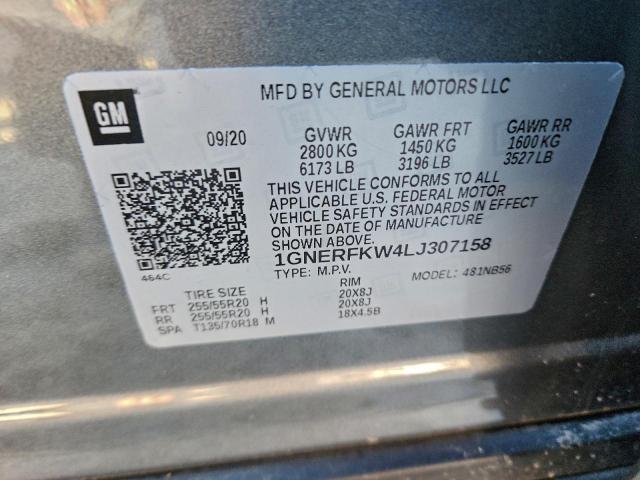 GM
MFD BY GENERAL MOTORS LLC
09/20 GVWR GAWR FRT GAWR RR
2800 KG 1450 KG 1600 KG
6173 LB 3196 LB 3527 LB
THIS VEHICLE CONFORMS TO ALL
APPLICABLE U.S. FEDERAL MOTOR
VEHICLE SAFETY STANDARDS IN EFFECT
ON THE DATE OF MANUFACTURE
SHOWN ABOVE.
1GNERFKW4LJ307158
464C TYPE: M.P.V. MODEL: 481NB56
TIRE SIZE RIM
FRT 255/55R20 H 20X8J
RR 255/55R20 H 20X8J
SPA T135/70R18 M 18X4.5B